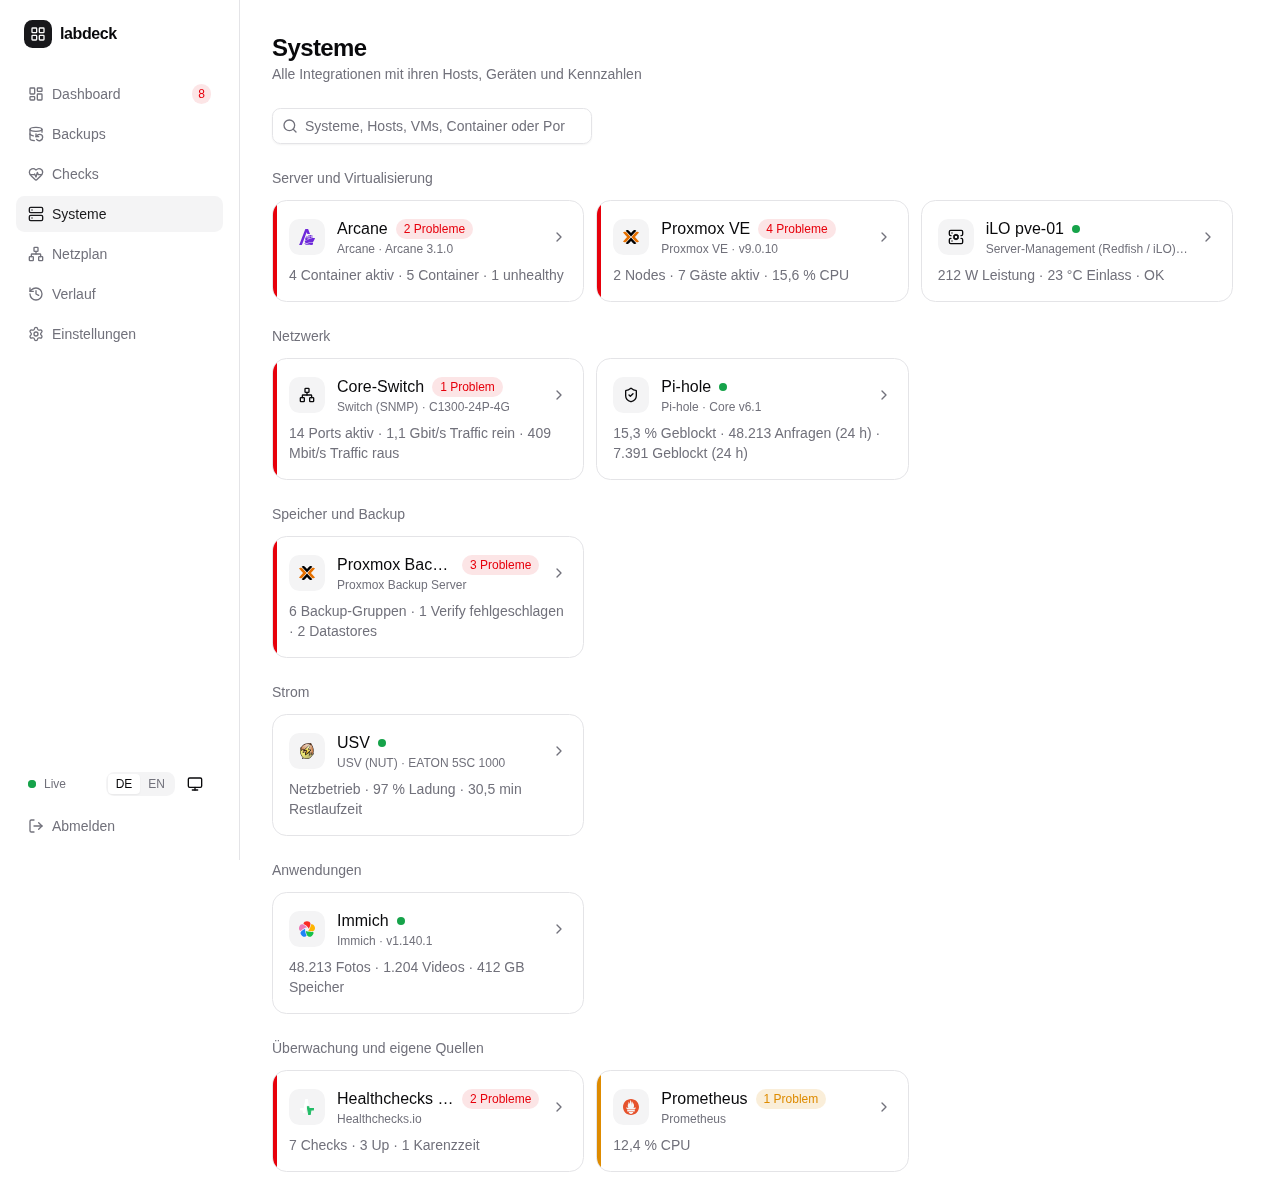 labdeck
Dashboard 8
Backups
Checks
Systeme
Netzplan
Verlauf
Einstellungen
Live DE EN
Abmelden
Systeme
Alle Integrationen mit ihren Hosts, Geräten und Kennzahlen
Systeme, Hosts, VMs, Container oder Por
Server und Virtualisierung
Arcane 2 Probleme
Arcane · Arcane 3.1.0
4 Container aktiv · 5 Container · 1 unhealthy
Proxmox VE 4 Probleme
Proxmox VE · v9.0.10
2 Nodes · 7 Gäste aktiv · 15,6 % CPU
iLO pve-01
Server-Management (Redfish / iLO)…
212 W Leistung · 23 °C Einlass · OK
Netzwerk
Core-Switch 1 Problem
Switch (SNMP) · C1300-24P-4G
14 Ports aktiv · 1,1 Gbit/s Traffic rein · 409
Mbit/s Traffic raus
Pi-hole
Pi-hole · Core v6.1
15,3 % Geblockt · 48.213 Anfragen (24 h) ·
7.391 Geblockt (24 h)
Speicher und Backup
Proxmox Bac… 3 Probleme
Proxmox Backup Server
6 Backup-Gruppen · 1 Verify fehlgeschlagen
· 2 Datastores
Strom
USV
USV (NUT) · EATON 5SC 1000
Netzbetrieb · 97 % Ladung · 30,5 min
Restlaufzeit
Anwendungen
Immich
Immich · v1.140.1
48.213 Fotos · 1.204 Videos · 412 GB
Speicher
Überwachung und eigene Quellen
Healthchecks … 2 Probleme
Healthchecks.io
7 Checks · 3 Up · 1 Karenzzeit
Prometheus 1 Problem
Prometheus
12,4 % CPU